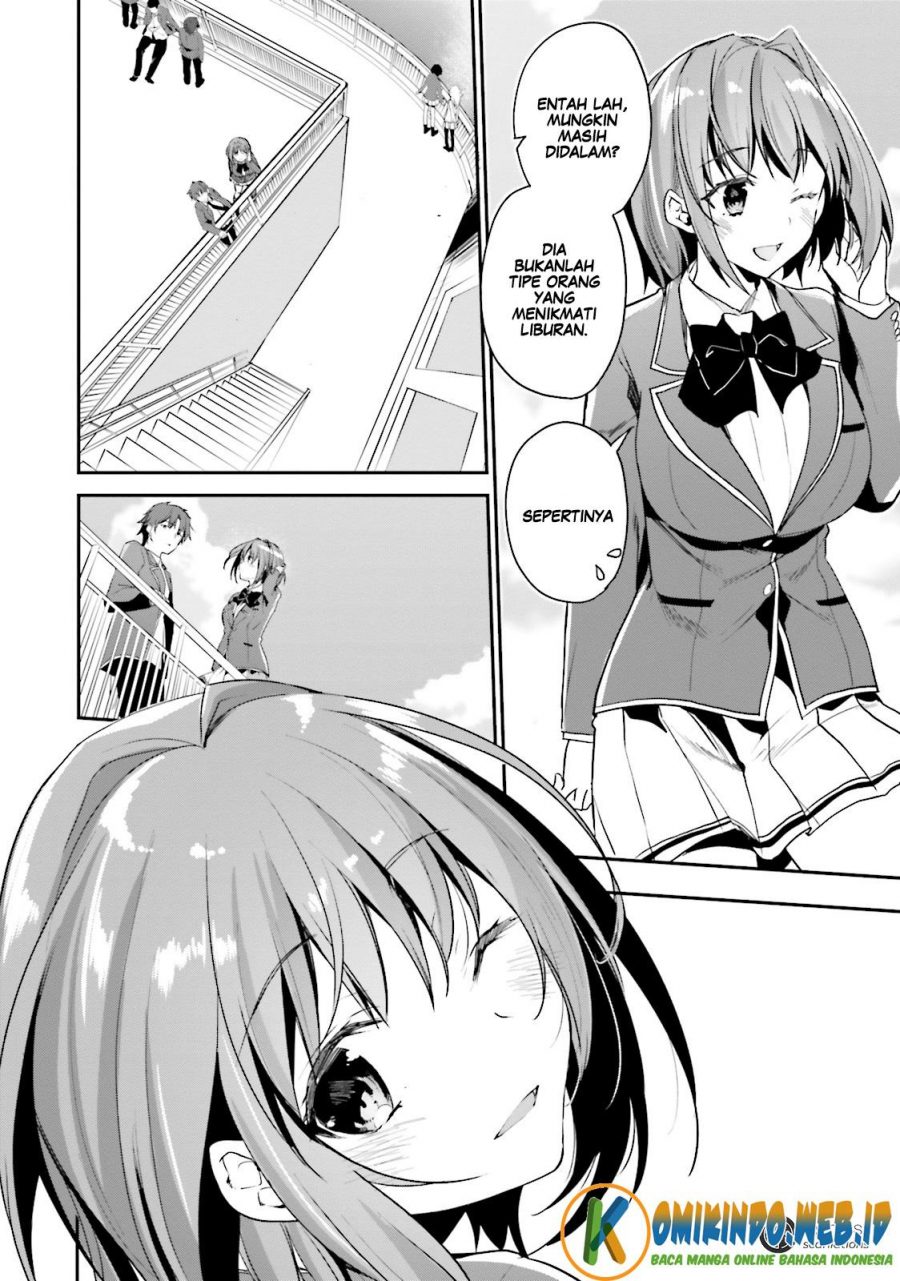 ENTAH LAH,
MUNGKIN
MASIH
DIDALAM?
DIA
BUKANLAH
TIPE ORANG
YANG
MENIKMATI
LIBURAN.
SEPERTINYA
KOMIKINDO.WEB.ID
BACA MANGA ONLINE BAHASA INDONESIA